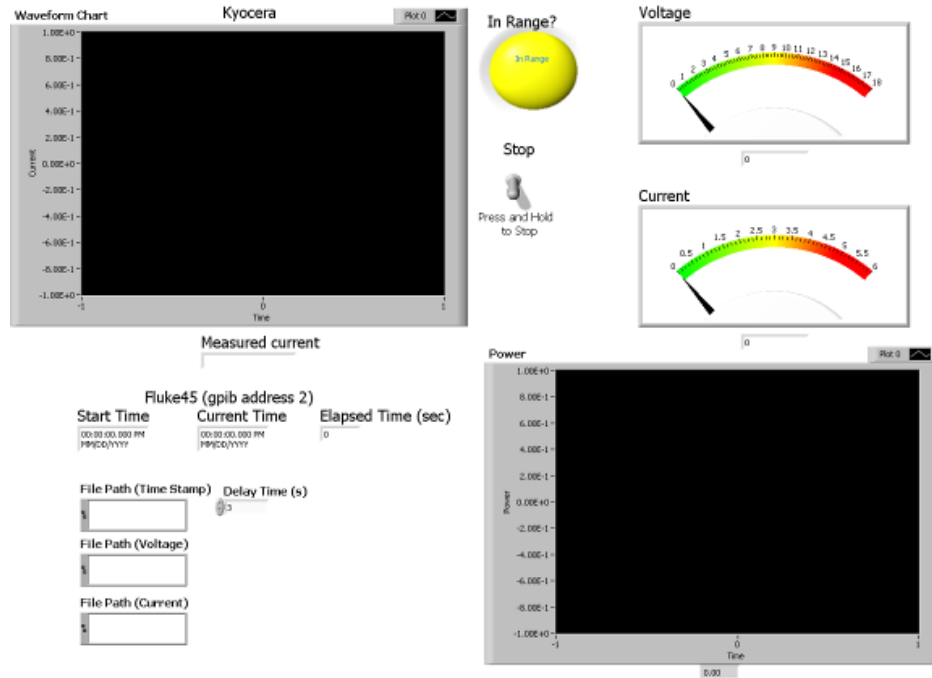 Waveform Chart
Kyocera
Plot 0
1.00E+0
8.00E-1
6.00E-1
4.00E-1
2.00E-1
0.00E+0
-2.00E-1
-4.00E-1
-6.00E-1
-8.00E-1
-1.00E+0
Current
-1
0
1
Time
In Range?
In Range
Stop
Press and Hold
to Stop
Voltage
0 1 2 3 4 5 6 7 8 9 10 11 12 13 14 15 16 17 18
0
Current
0 0.5 1 1.5 2 2.5 3 3.5 4 4.5 5 5.5 6
0
Measured current
Fluke45 (gpib address 2)
Start Time
00:00:00.000 PM
MM/DD/YYYY
Current Time
00:00:00.000 PM
MM/DD/YYYY
Elapsed Time (sec)
0
File Path (Time Stamp)
Delay Time (s)
3
File Path (Voltage)
File Path (Current)
Power
Plot 0
1.00E+0
8.00E-1
6.00E-1
4.00E-1
2.00E-1
0.00E+0
-2.00E-1
-4.00E-1
-6.00E-1
-8.00E-1
-1.00E+0
Power
-1
0
1
Time
0.00